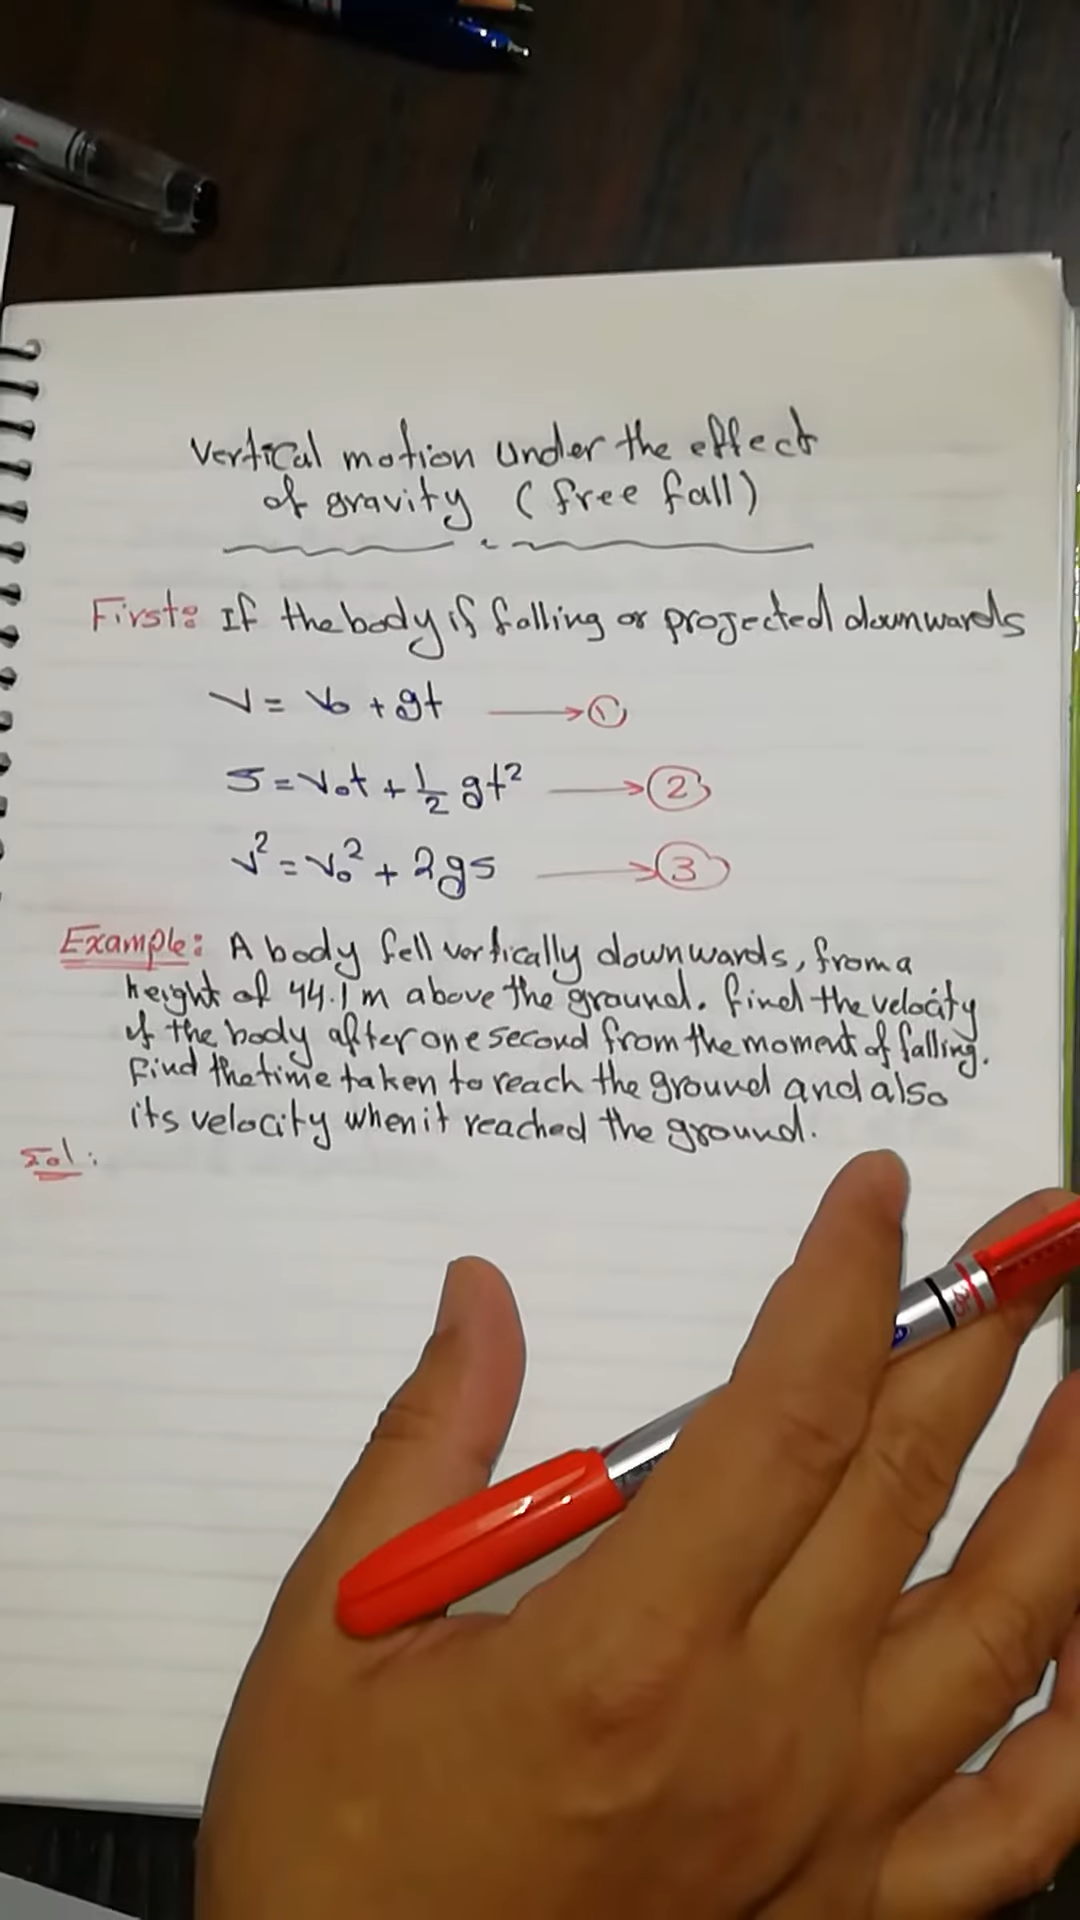 Vertical motion under the effect
of gravity (free fall)
First: If the body if falling or projected downwards
V = V₀ + gt → 1
S = V₀t + 1/2 gt² → 2
V² = V₀² + 2gs → 3
Example: A body fell vertically downwards, from a
height of 44.1 m above the ground. find the velocity
of the body after one second from the moment of falling.
Find the time taken to reach the ground and also
its velocity when it reached the ground.
Sol: